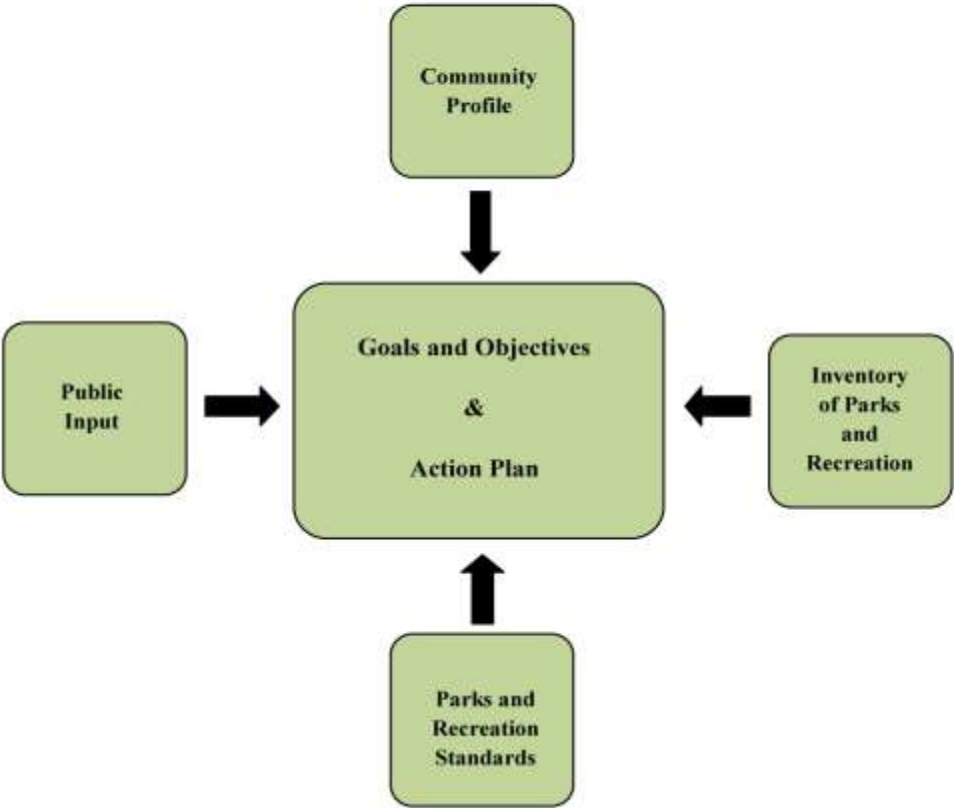 Community
Profile
Public
Input
Goals and Objectives
&
Action Plan
Inventory
of Parks
and
Recreation
Parks and
Recreation
Standards